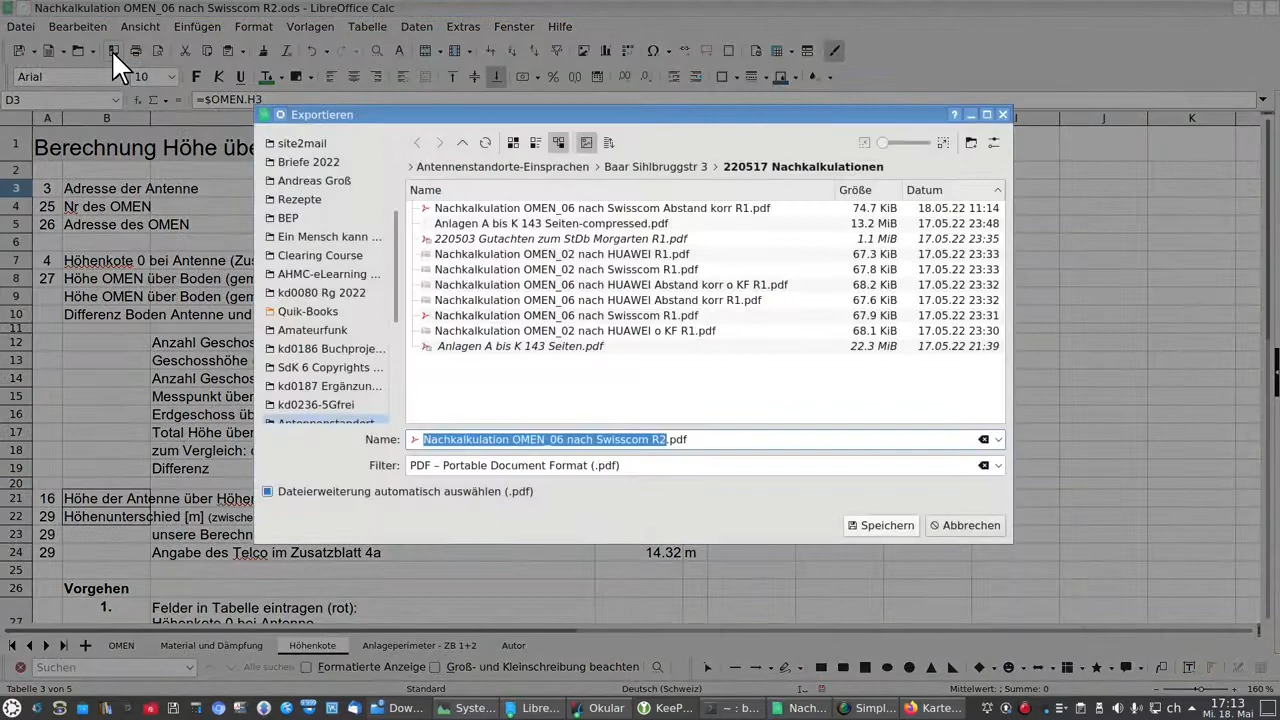 Nachkalkulation OMEN_06 nach Swisscom R2.ods - LibreOffice Calc
Datei Bearbeiten Ansicht Einfügen Format Vorlagen Tabelle Daten Extras Fenster Hilfe
Arial 10
D3 =$OMEN.H3
A B J K
1 Berechnung Höhe übe
2
3 3 Adresse der Antenne
4 25 Nr des OMEN
5 26 Adresse des OMEN
6
7 4 Höhenkote 0 bei Antenne (Zus
8 27 Höhe OMEN über Boden (gem
9 Höhe OMEN über Boden (gem
10 Differenz Boden Antenne und
11
12 Anzahl Geschos
13 Geschosshöhe
14 Anzahl Geschos
15 Messpunkt über
16 Erdgeschoss üb
17 Total Höhe über
18 zum Vergleich: d
19 Differenz
20
21 16 Höhe der Antenne über Höhen
22 29 Höhenunterschied [m] (zwische
23 29 unsere Berechn
24 29 Angabe des Telco im Zusatzblatt 4a 14.32 m
25
26 Vorgehen
1. Felder in Tabelle eintragen (rot):
27 Höhenkote 0 bei Antenne
Exportieren
site2mail
Briefe 2022
Andreas Groß
Rezepte
BEP
Ein Mensch kann ...
Clearing Course
AHMC-eLearning ...
kd0080 Rg 2022
Quik-Books
Amateurfunk
kd0186 Buchproje...
SdK 6 Copyrights ...
kd0187 Ergänzun...
kd0236-5Gfrei
Antennenstandort
Antennenstandorte-Einsprachen > Baar Sihlbruggstr 3 > 220517 Nachkalkulationen
Name Größe Datum
Nachkalkulation OMEN_06 nach Swisscom Abstand korr R1.pdf 74.7 KiB 18.05.22 11:14
Anlagen A bis K 143 Seiten-compressed.pdf 13.2 MiB 17.05.22 23:48
220503 Gutachten zum StDb Morgarten R1.pdf 1.1 MiB 17.05.22 23:35
Nachkalkulation OMEN_02 nach HUAWEI R1.pdf 67.3 KiB 17.05.22 23:33
Nachkalkulation OMEN_02 nach Swisscom R1.pdf 67.8 KiB 17.05.22 23:33
Nachkalkulation OMEN_06 nach HUAWEI Abstand korr o KF R1.pdf 68.2 KiB 17.05.22 23:32
Nachkalkulation OMEN_06 nach HUAWEI Abstand korr R1.pdf 67.6 KiB 17.05.22 23:32
Nachkalkulation OMEN_06 nach Swisscom R1.pdf 67.9 KiB 17.05.22 23:31
Nachkalkulation OMEN_02 nach HUAWEI o KF R1.pdf 68.1 KiB 17.05.22 23:30
Anlagen A bis K 143 Seiten.pdf 22.3 MiB 17.05.22 21:39
Name: Nachkalkulation OMEN_06 nach Swisscom R2.pdf
Filter: PDF – Portable Document Format (.pdf)
Dateierweiterung automatisch auswählen (.pdf)
Speichern Abbrechen
OMEN Material und Dämpfung Höhenkote Anlageperimeter - ZB 1+2 Autor
Suchen Alle suchen Formatierte Anzeige Groß- und Kleinschreibung beachten
Tabelle 3 von 5 Standard Deutsch (Schweiz) Mittelwert: ; Summe: 0 160 %
Dow... Syste... Libre... Okular KeeP... ~ : b... Nach... Simpl... Karte... ch 17:13
Mi. 18. Mai